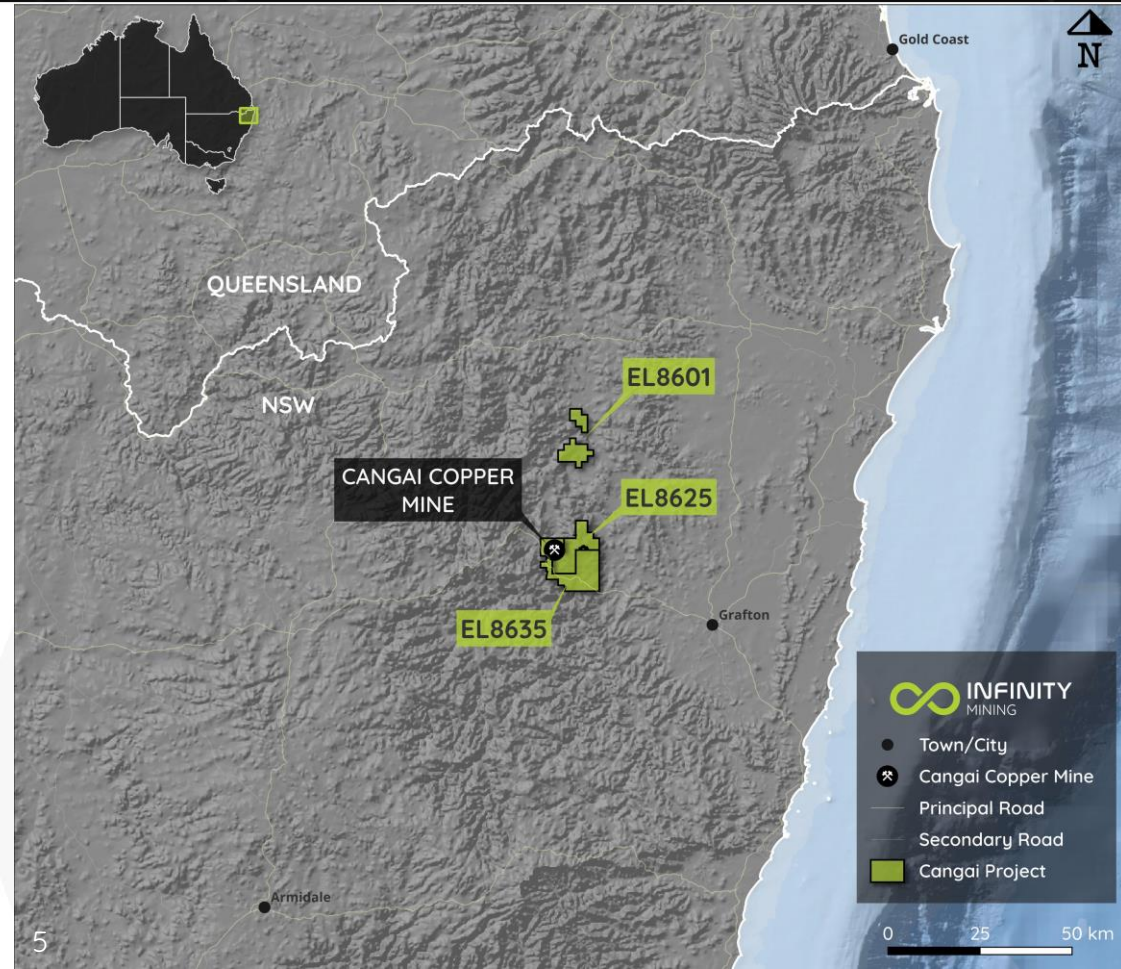 Gold Coast
N
QUEENSLAND
NSW
EL8601
CANGAI COPPER
MINE
EL8625
EL8635
Grafton
Armidale
INFINITY
MINING
Town/City
Cangai Copper Mine
Principal Road
Secondary Road
Cangai Project
0 25 50 km
5